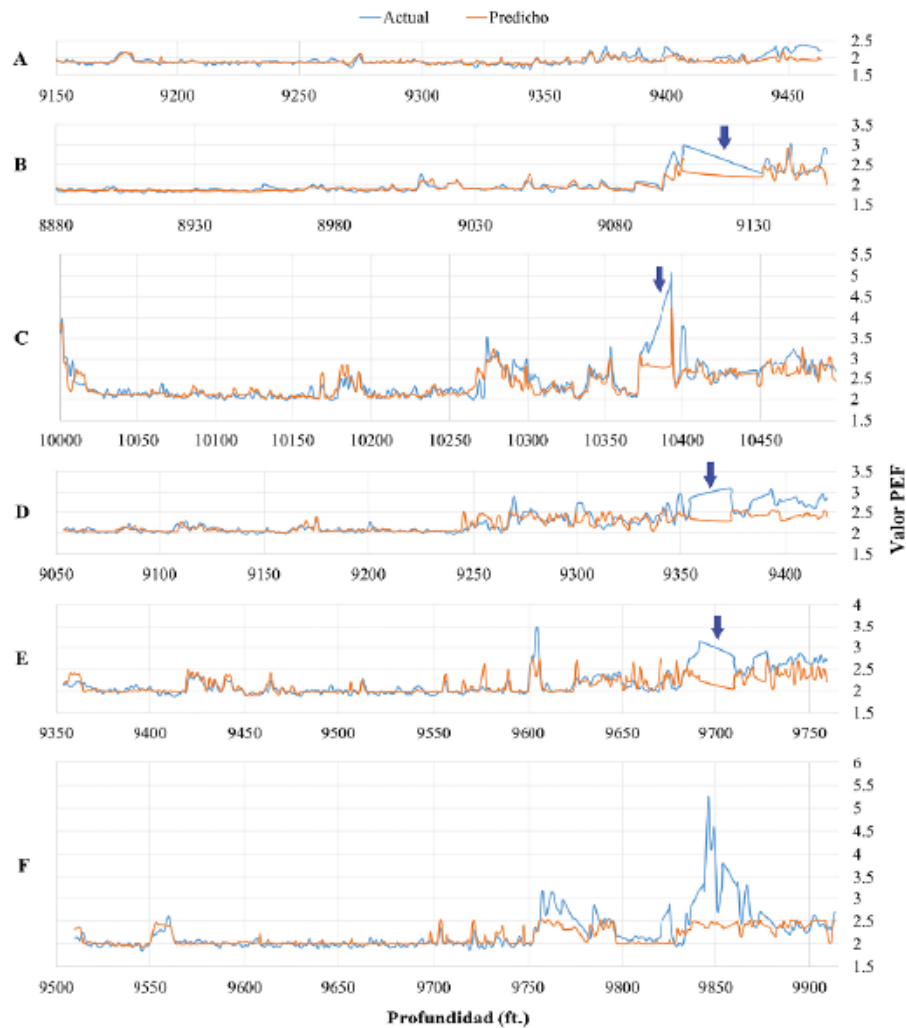 Actual Predicho
A
2.5
2
1.5
9150 9200 9250 9300 9350 9400 9450
B
3.5
3
2.5
2
1.5
8880 8930 8980 9030 9080 9130
C
5.5
5
4.5
4
3.5
3
2.5
2
1.5
10000 10050 10100 10150 10200 10250 10300 10350 10400 10450
D
3.5
3
2.5
2
1.5
9050 9100 9150 9200 9250 9300 9350 9400
Valor PEF
E
4
3.5
3
2.5
2
1.5
9350 9400 9450 9500 9550 9600 9650 9700 9750
F
6
5.5
5
4.5
4
3.5
3
2.5
2
1.5
9500 9550 9600 9650 9700 9750 9800 9850 9900
Profundidad (ft.)